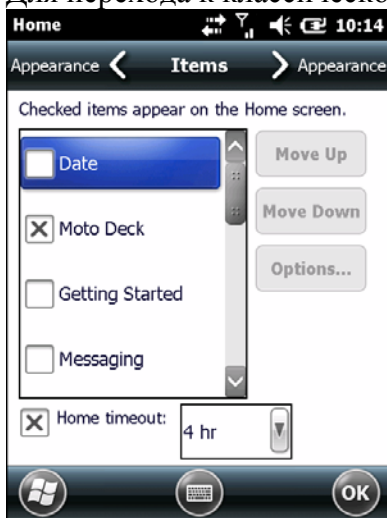 Для перехода к классическо
Home 10:14
Appearance Items Appearance
Checked items appear on the Home screen.
Date
Move Up
Moto Deck
Move Down
Getting Started
Options...
Messaging
Home timeout: 4 hr
OK